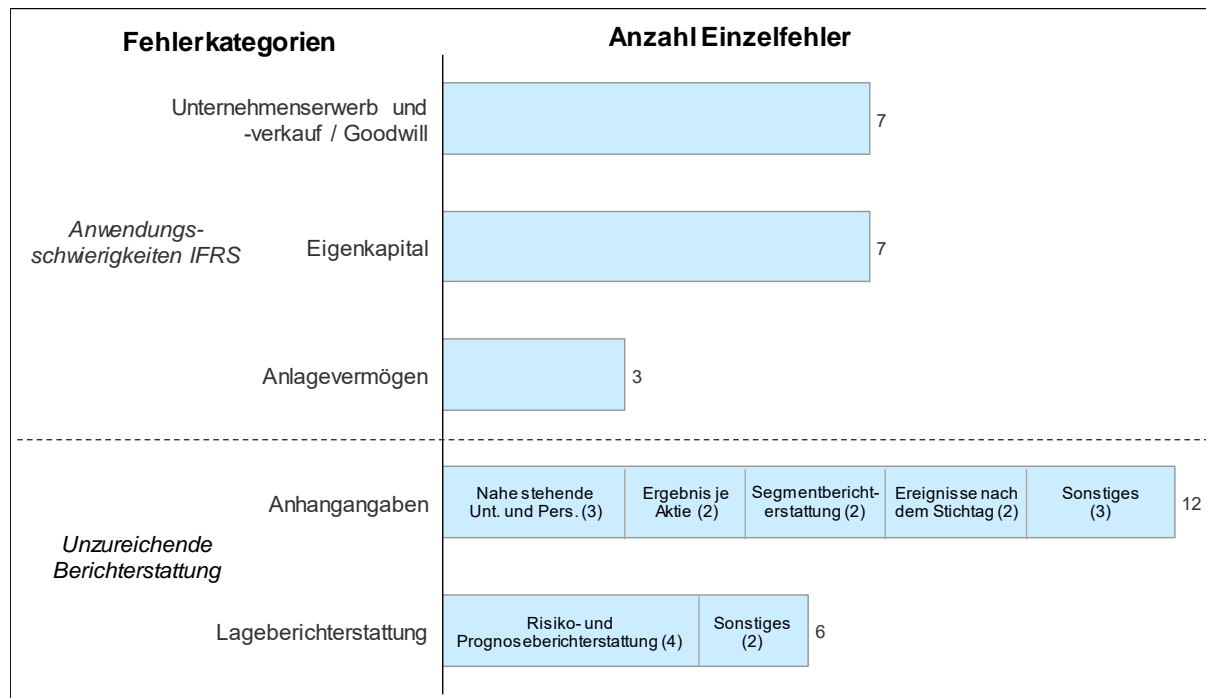 Fehlerkategorien
Anzahl Einzelfehler
Unternehmenserwerb und
-verkauf / Goodwill
7
Anwendungs-
schwierigkeiten IFRS
Eigenkapital
7
Anlagevermögen
3
Anhangangaben
Nahe stehende
Unt. und Pers. (3)
Ergebnis je
Aktie (2)
Segmentbericht-
terstattung (2)
Ereignisse nach
dem Stichtag (2)
Sonstiges
(3)
12
Unzureichende
Berichterstattung
Lageberichterstattung
Risiko- und
Prognoseberichterstattung (4)
Sonstiges
(2)
6